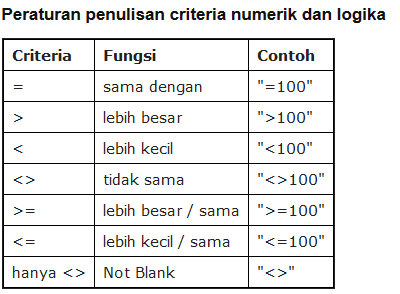 Peraturan penulisan criteria numerik dan logika
Criteria Fungsi Contoh
= sama dengan "=100"
> lebih besar ">100"
< lebih kecil "<100"
<> tidak sama "<>100"
>= lebih besar / sama ">=100"
<= lebih kecil / sama "<=100"
hanya <> Not Blank "<>"